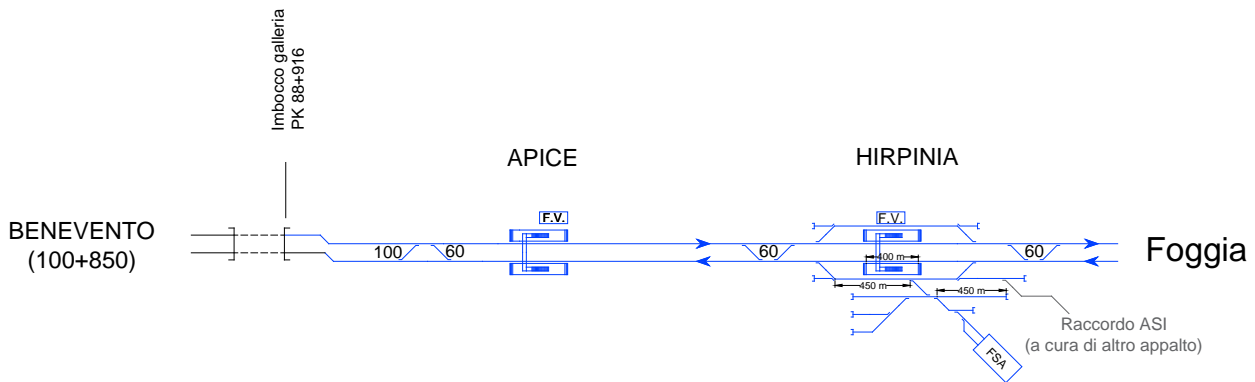 Imbocco galleria
PK 88+916
APICE
HIRPINIA
F.V.
F.V.
BENEVENTO
(100+850)
100
60
60
400 m
60
Foggia
450 m
450 m
Raccordo ASI
(a cura di altro appalto)
FSA